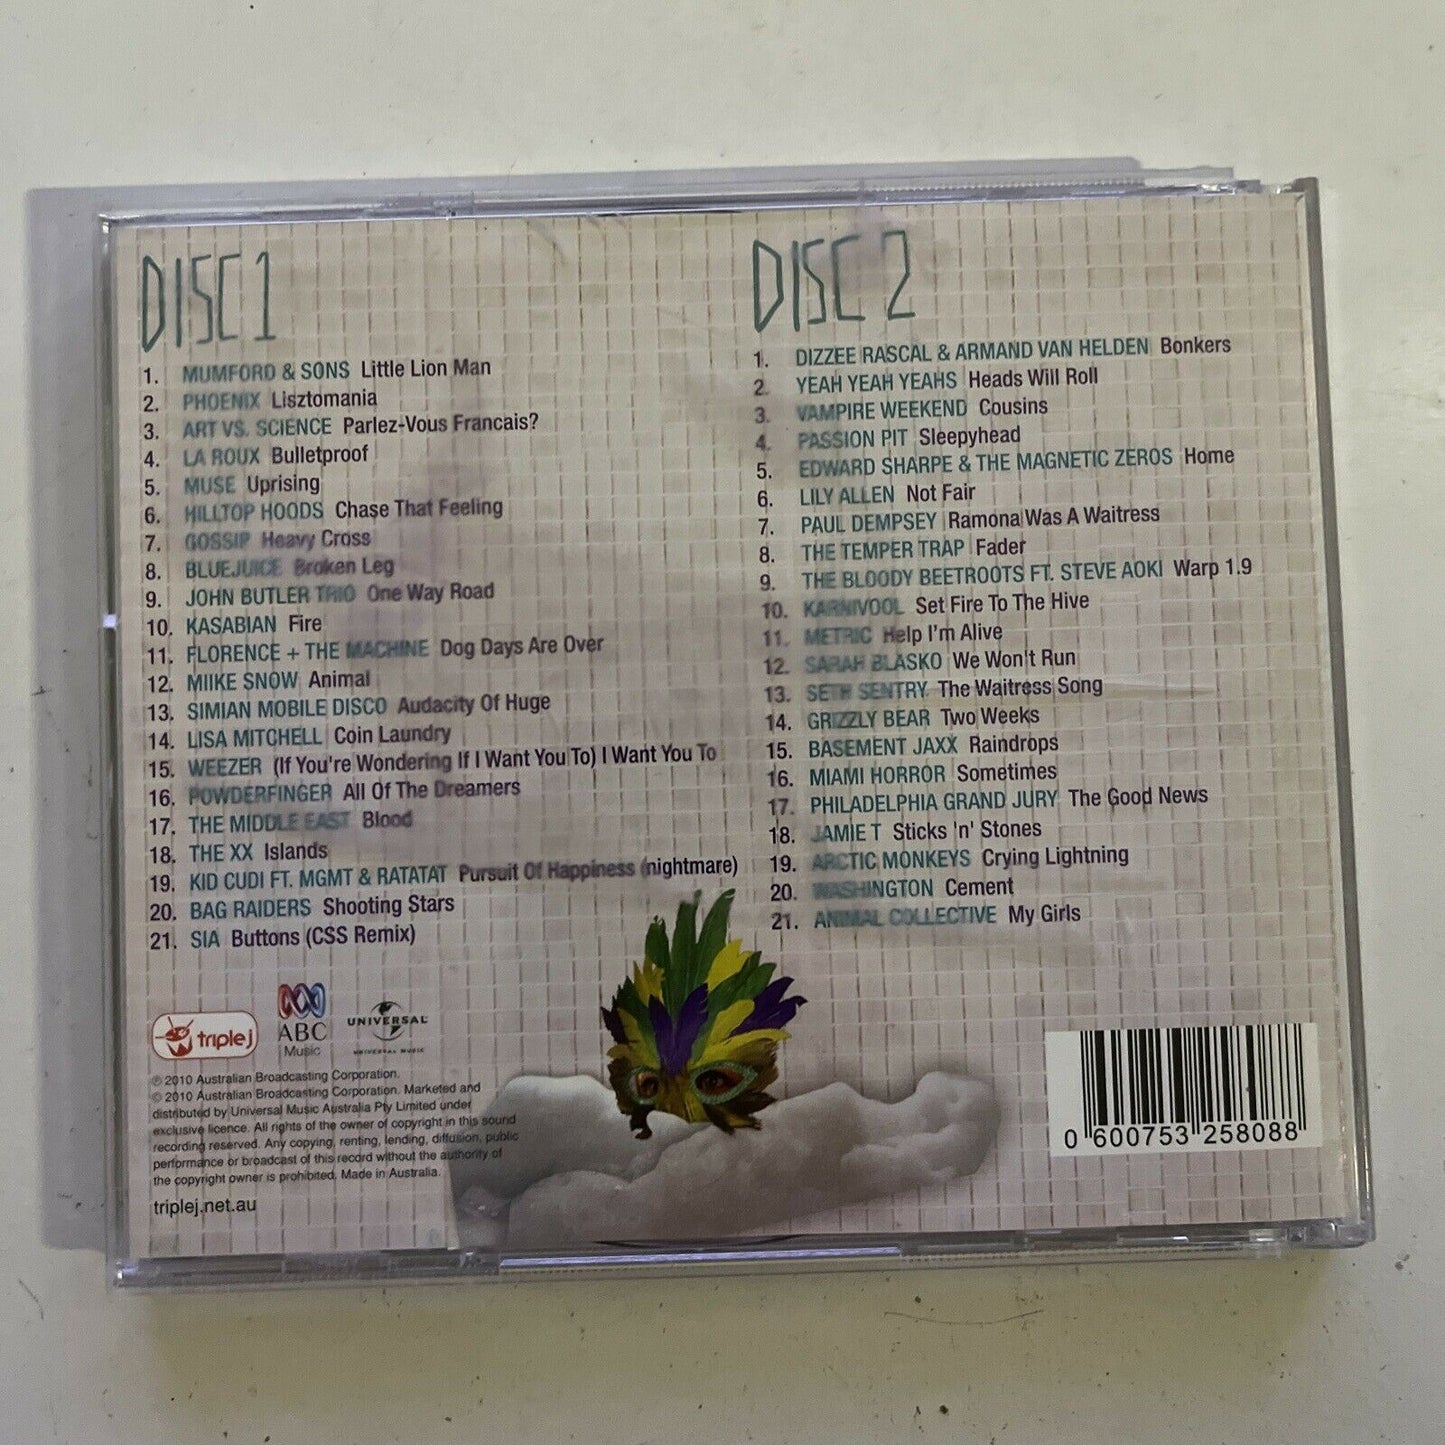 DISC 1
1. MUMFORD & SONS Little Lion Man
2. PHOENIX Lisztomania
3. ART VS. SCIENCE Parlez-Vous Francais?
4. LA ROUX Bulletproof
5. MUSE Uprising
6. HILLTOP HOODS Chase That Feeling
7. GOSSIP Heavy Cross
8. BLUEJUICE Broken Leg
9. JOHN BUTLER TRIO One Way Road
10. KASABIAN Fire
11. FLORENCE + THE MACHINE Dog Days Are Over
12. MIIKE SNOW Animal
13. SIMIAN MOBILE DISCO Audacity Of Huge
14. LISA MITCHELL Coin Laundry
15. WEEZER (If You're Wondering If I Want You To) I Want You To
16. POWDERFINGER All Of The Dreamers
17. THE MIDDLE EAST Blood
18. THE XX Islands
19. KID CUDI FT. MGMT & RATATAT Pursuit Of Happiness (nightmare)
20. BAG RAIDERS Shooting Stars
21. SIA Buttons (CSS Remix)
DISC 2
1. DIZZEE RASCAL & ARMAND VAN HELDEN Bonkers
2. YEAH YEAH YEAHS Heads Will Roll
3. VAMPIRE WEEKEND Cousins
4. PASSION PIT Sleepyhead
5. EDWARD SHARPE & THE MAGNETIC ZEROS Home
6. LILY ALLEN Not Fair
7. PAUL DEMPSEY Ramona Was A Waitress
8. THE TEMPER TRAP Fader
9. THE BLOODY BEETROOTS FT. STEVE AOKI Warp 1.9
10. KARNIVOOL Set Fire To The Hive
11. METRIC Help I'm Alive
12. SARAH BLASKO We Won't Run
13. SETH SENTRY The Waitress Song
14. GRIZZLY BEAR Two Weeks
15. BASEMENT JAXX Raindrops
16. MIAMI HORROR Sometimes
17. PHILADELPHIA GRAND JURY The Good News
18. JAMIE T Sticks 'n' Stones
19. ARCTIC MONKEYS Crying Lightning
20. WASHINGTON Cement
21. ANIMAL COLLECTIVE My Girls
triple j
ABC
Music
UNIVERSAL
UNIVERSAL MUSIC
℗ 2010 Australian Broadcasting Corporation.
© 2010 Australian Broadcasting Corporation. Marketed and
distributed by Universal Music Australia Pty Limited under
exclusive licence. All rights of the owner of copyright in this sound
recording reserved. Any copying, renting, lending, diffusion, public
performance or broadcast of this record without the authority of
the copyright owner is prohibited. Made in Australia.
triplej.net.au
0 600753 258088